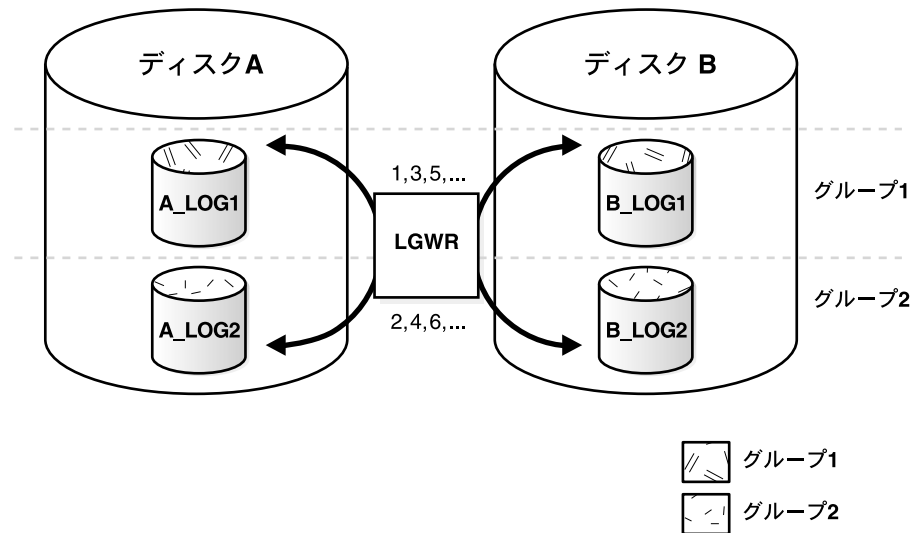 ディスクA
ディスク B
1,3,5,...
A_LOG1
B_LOG1
グループ1
LGWR
グループ2
2,4,6,...
A_LOG2
B_LOG2
グループ1
グループ2